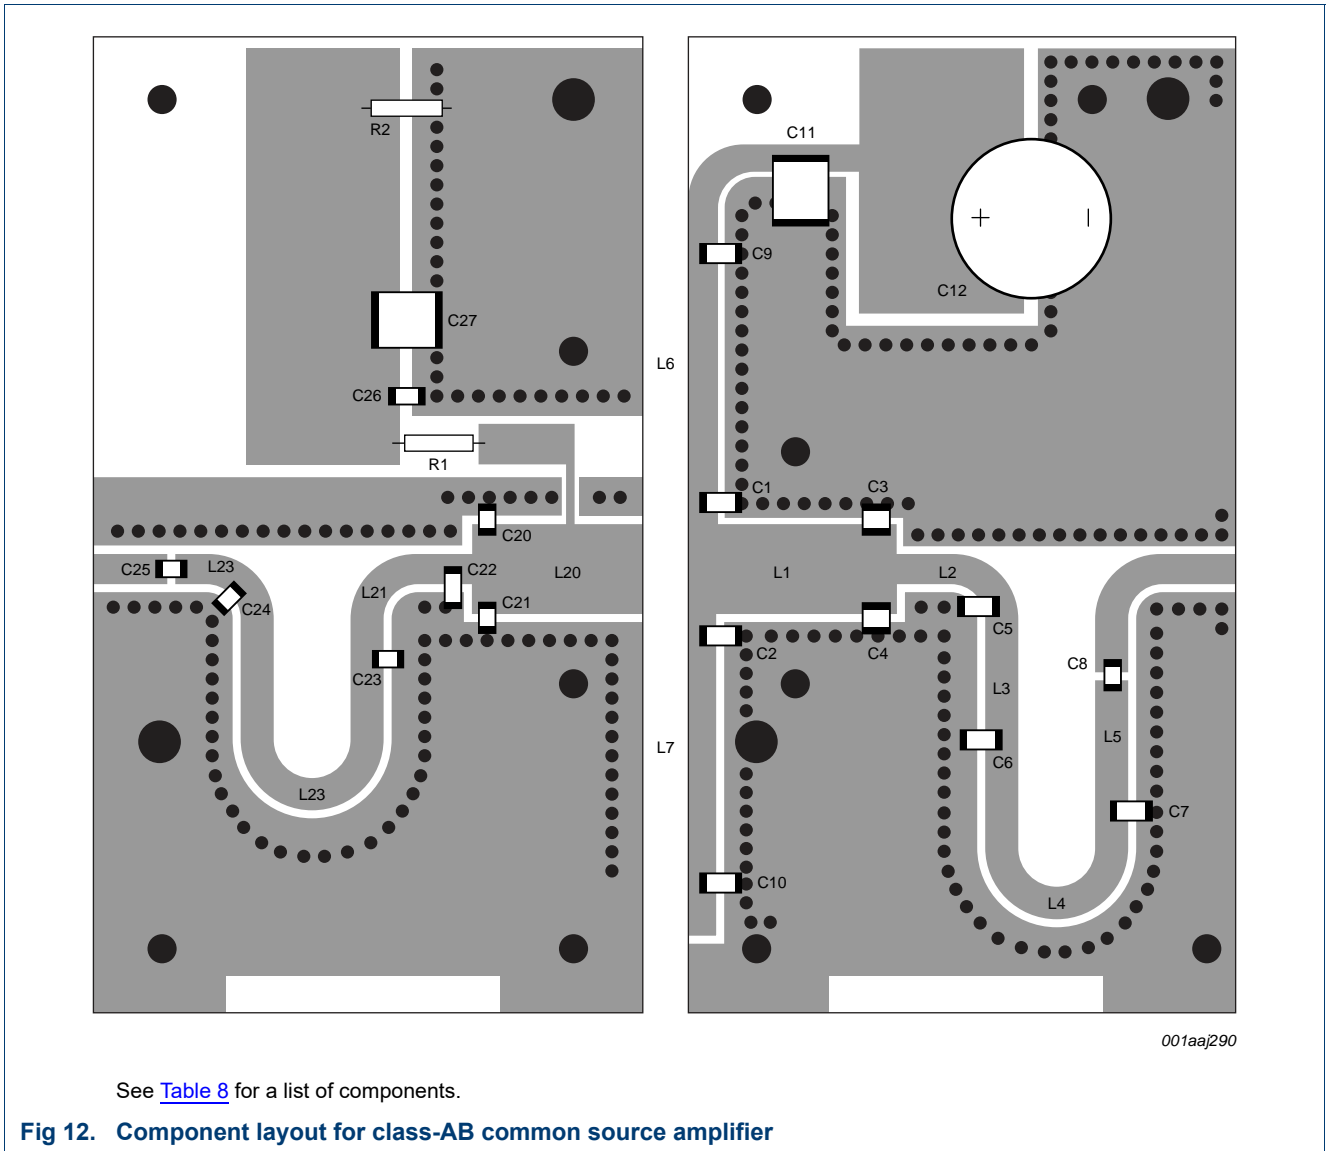 R2
C11
C9
C12
C27
L6
C26
R1
C1
C3
C20
C25
L23
C22
L20
L1
L2
L21
C24
C21
C5
C2
C4
C8
C23
L3
L7
L5
C6
L23
C7
C10
L4
001aaj290
See Table 8 for a list of components.
Fig 12. Component layout for class-AB common source amplifier